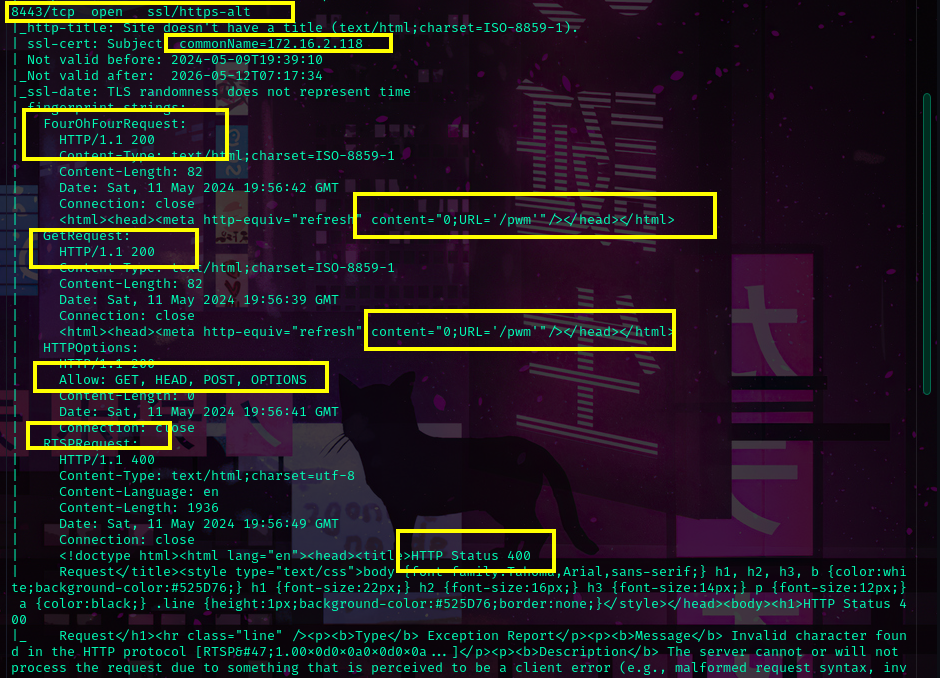 8443/tcp  open   ssl/https-alt
|_http-title: Site doesn't have a title (text/html;charset=ISO-8859-1).
| ssl-cert: Subject: commonName=172.16.2.118
| Not valid before: 2024-05-09T19:39:10
|_Not valid after:  2026-05-12T07:17:34
|_ssl-date: TLS randomness does not represent time
| fingerprint-strings:
|   FourOhFourRequest:
|     HTTP/1.1 200
|     Content-Type: text/html;charset=ISO-8859-1
|     Content-Length: 82
|     Date: Sat, 11 May 2024 19:56:42 GMT
|     Connection: close
|     <html><head><meta http-equiv="refresh" content="0;URL='/pwm'"/></head></html>
|   GetRequest:
|     HTTP/1.1 200
|     Content-Type: text/html;charset=ISO-8859-1
|     Content-Length: 82
|     Date: Sat, 11 May 2024 19:56:39 GMT
|     Connection: close
|     <html><head><meta http-equiv="refresh" content="0;URL='/pwm'"/></head></html>
|   HTTPOptions:
|     HTTP/1.1 200
|     Allow: GET, HEAD, POST, OPTIONS
|     Content-Length: 0
|     Date: Sat, 11 May 2024 19:56:41 GMT
|     Connection: close
|   RTSPRequest:
|     HTTP/1.1 400
|     Content-Type: text/html;charset=utf-8
|     Content-Language: en
|     Content-Length: 1936
|     Date: Sat, 11 May 2024 19:56:49 GMT
|     Connection: close
|     <!doctype html><html lang="en"><head><title>HTTP Status 400
|     Request</title><style type="text/css">body {font-family:Tahoma,Arial,sans-serif;} h1, h2, h3, b {color:whi
te;background-color:#525D76;} h1 {font-size:22px;} h2 {font-size:16px;} h3 {font-size:14px;} p {font-size:12px;}
 a {color:black;} .line {height:1px;background-color:#525D76;border:none;}</style></head><body><h1>HTTP Status 4
00
|_    Request</h1><hr class="line" /><p><b>Type</b> Exception Report</p><p><b>Message</b> Invalid character foun
d in the HTTP protocol [RTSP&#47;1.00x0d0x0a0x0d0x0a...]</p><p><b>Description</b> The server cannot or will not
process the request due to something that is perceived to be a client error (e.g., malformed request syntax, inv